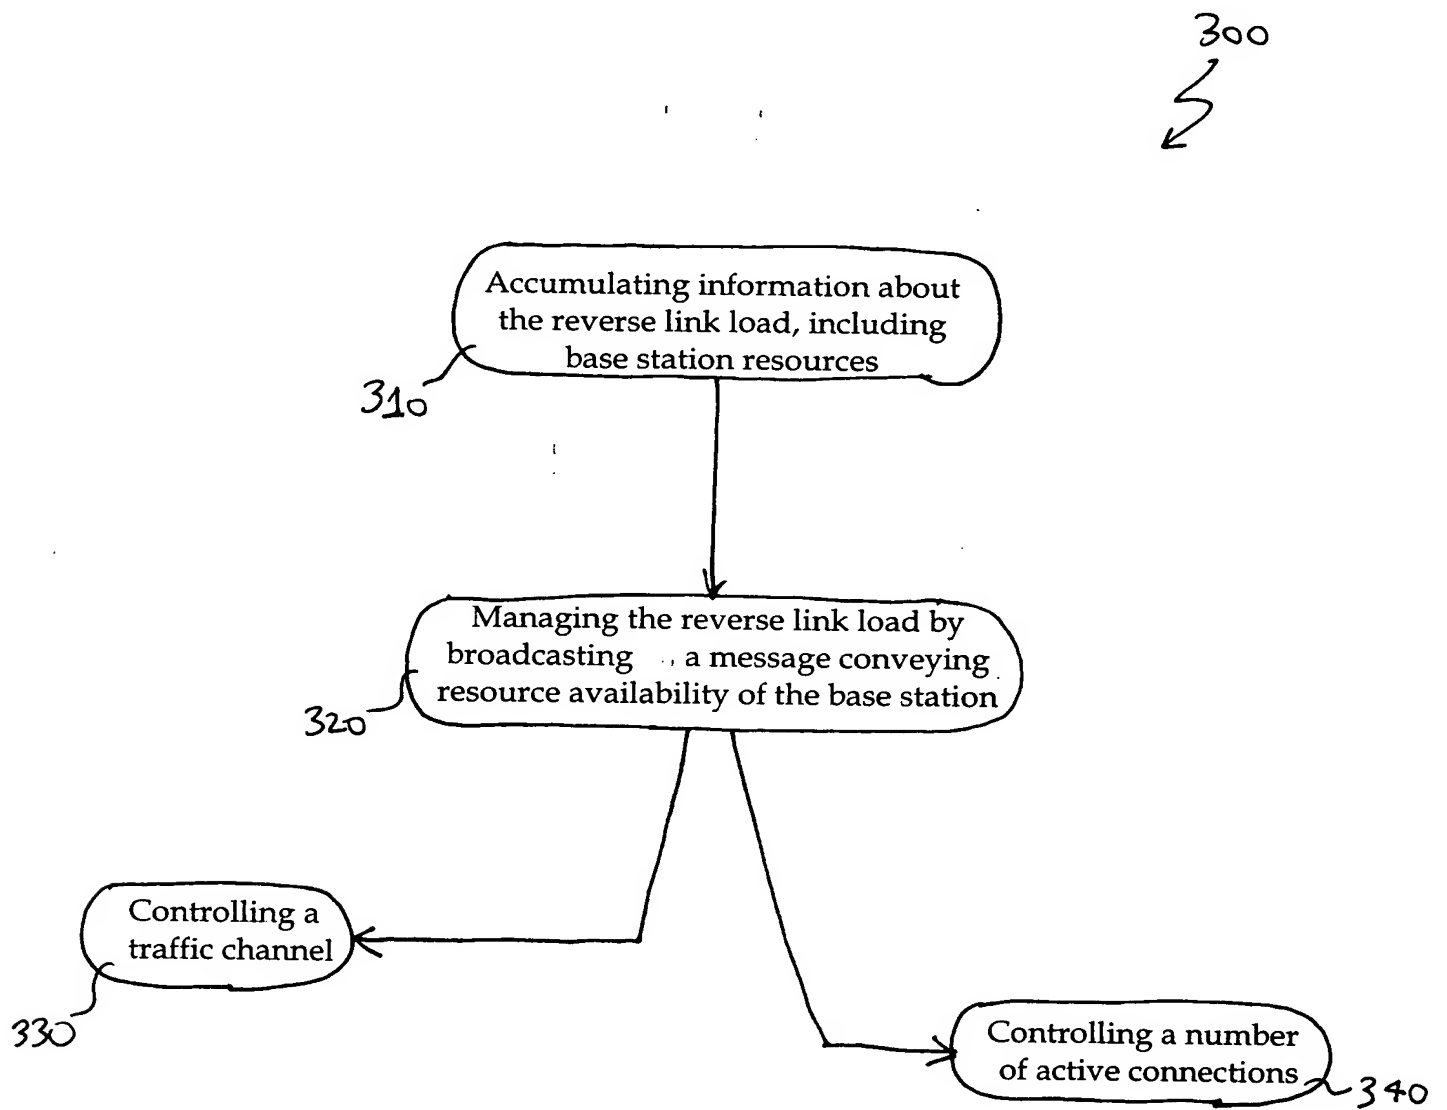 300
Accumulating information about
the reverse link load, including
base station resources
310
Managing the reverse link load by
broadcasting a message conveying
resource availability of the base station
320
Controlling a
traffic channel
330
Controlling a number
of active connections
340